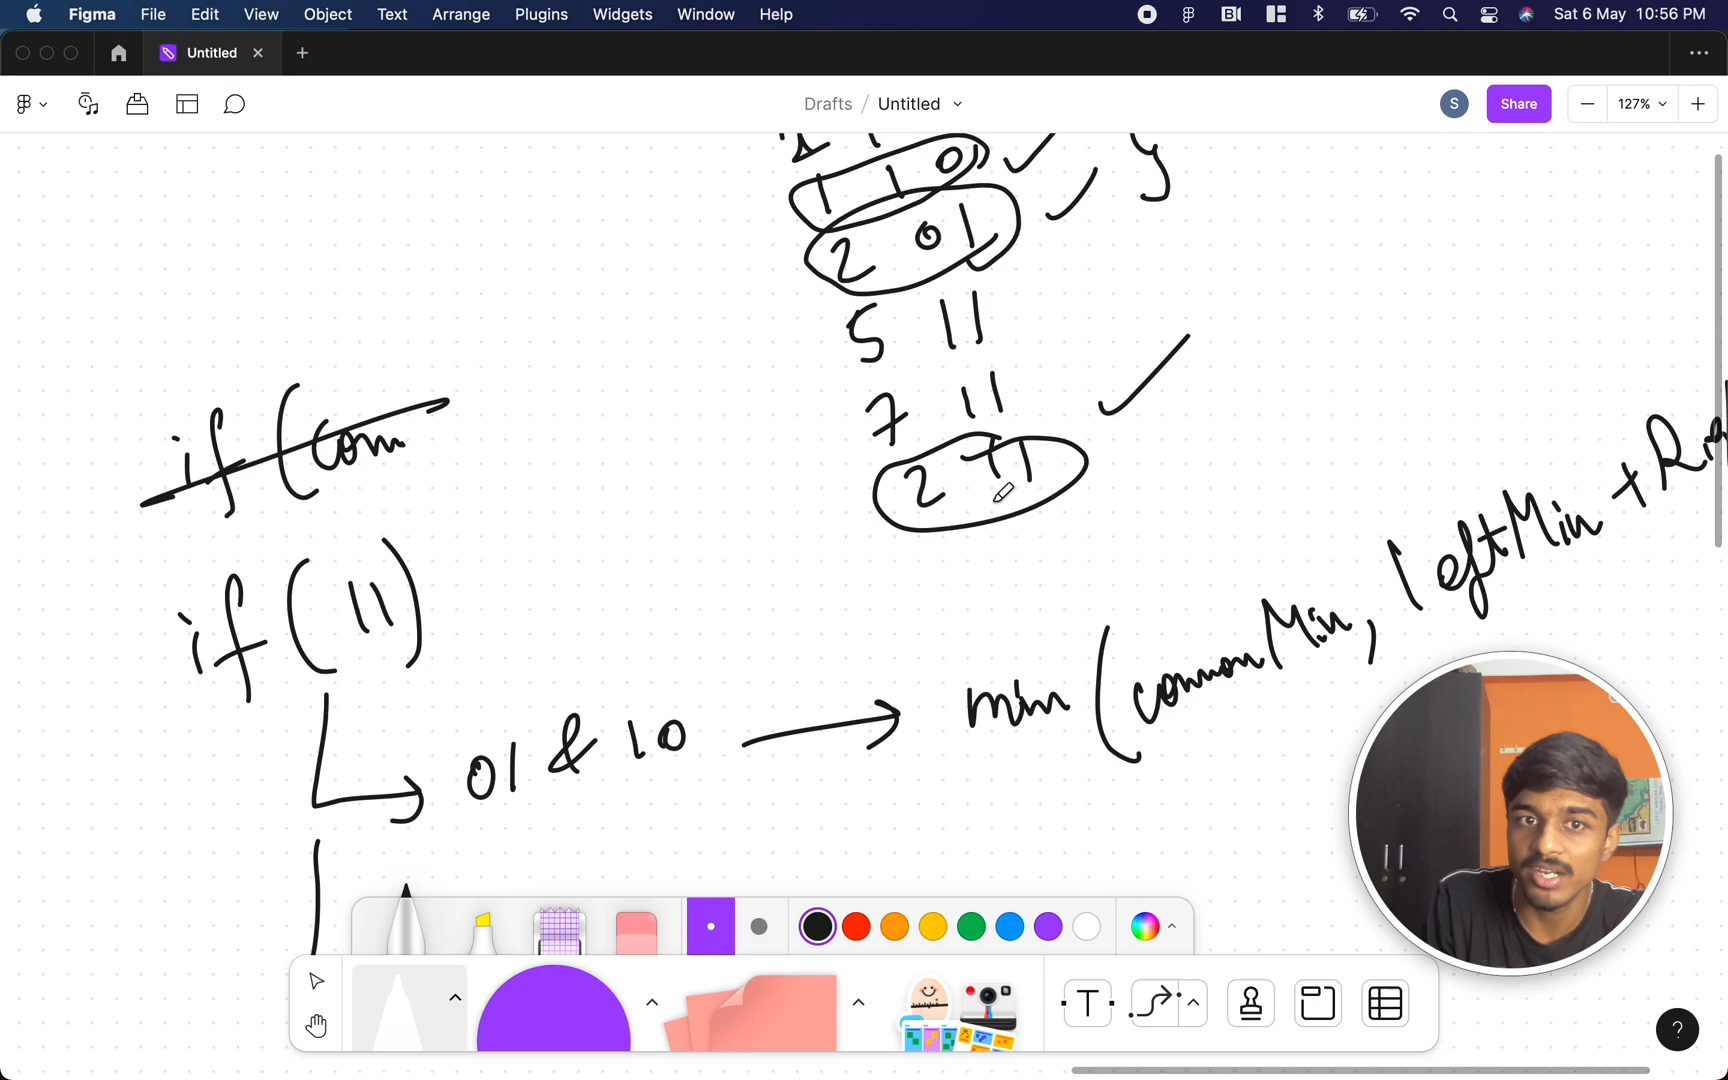 Figma File Edit View Object Text Arrange Plugins Widgets Window Help Sat 6 May 10:56 PM
Untitled
Drafts / Untitled
S Share 127%
1 1 0
2 0 1
5 11
7 11
2 11
if (com
if ( 11 )
01 & 10 → min ( commonMin, leftMin +
T
?